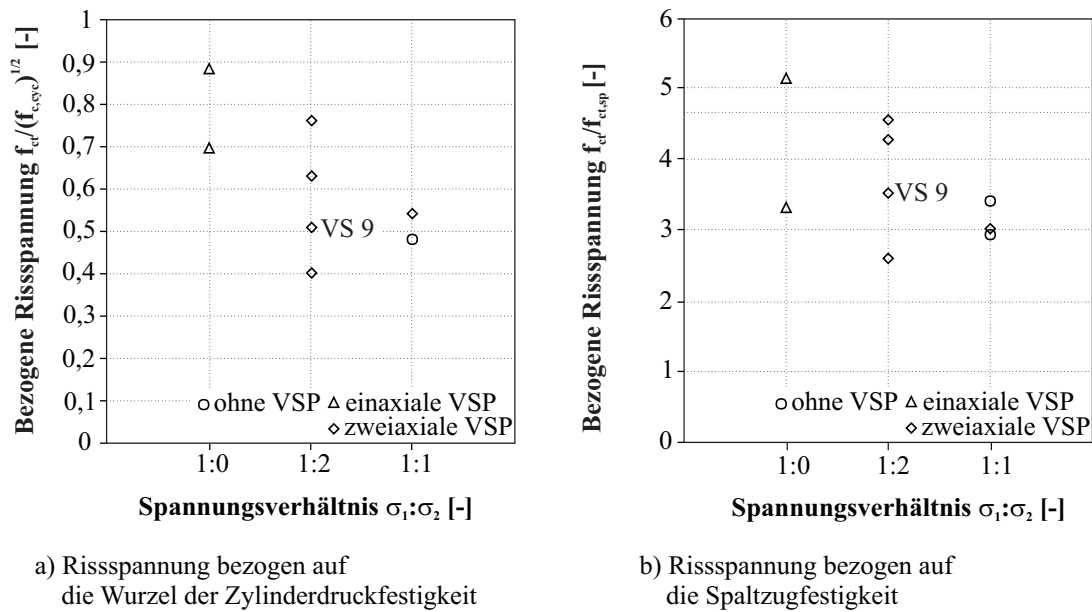 Bezogene Rissspannung f_ct/(f_c,cyc)^1/2 [-]
1
0,9
0,8
0,7
0,6
0,5
0,4
0,3
0,2
0,1
0
VS 9
ohne VSP
einaxiale VSP
zweiaxiale VSP
1:0
1:2
1:1
Spannungsverhältnis σ₁:σ₂ [-]
a) Rissspannung bezogen auf
die Wurzel der Zylinderdruckfestigkeit
Bezogene Rissspannung f_ct/f_ct,sp [-]
6
5
4
3
2
1
0
VS 9
ohne VSP
einaxiale VSP
zweiaxiale VSP
1:0
1:2
1:1
Spannungsverhältnis σ₁:σ₂ [-]
b) Rissspannung bezogen auf
die Spaltzugfestigkeit